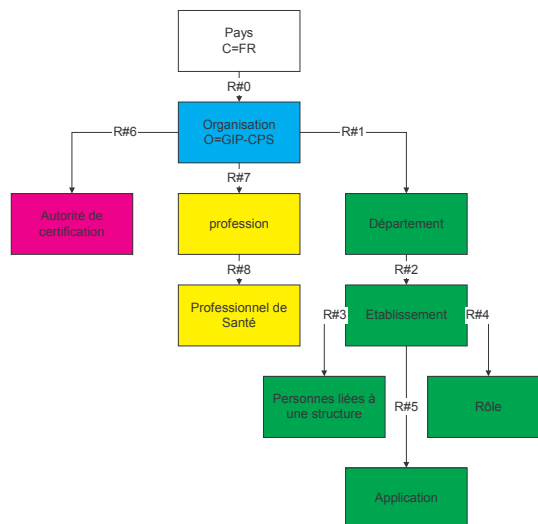 Pays
C=FR
R#0
Organisation
O=GIP-CPS
R#6
R#1
R#7
Autorité de
certification
profession
Département
R#8
R#2
Professionnel de
Santé
Etablissement
R#3
R#4
Personnes liées à
une structure
R#5
Rôle
Application